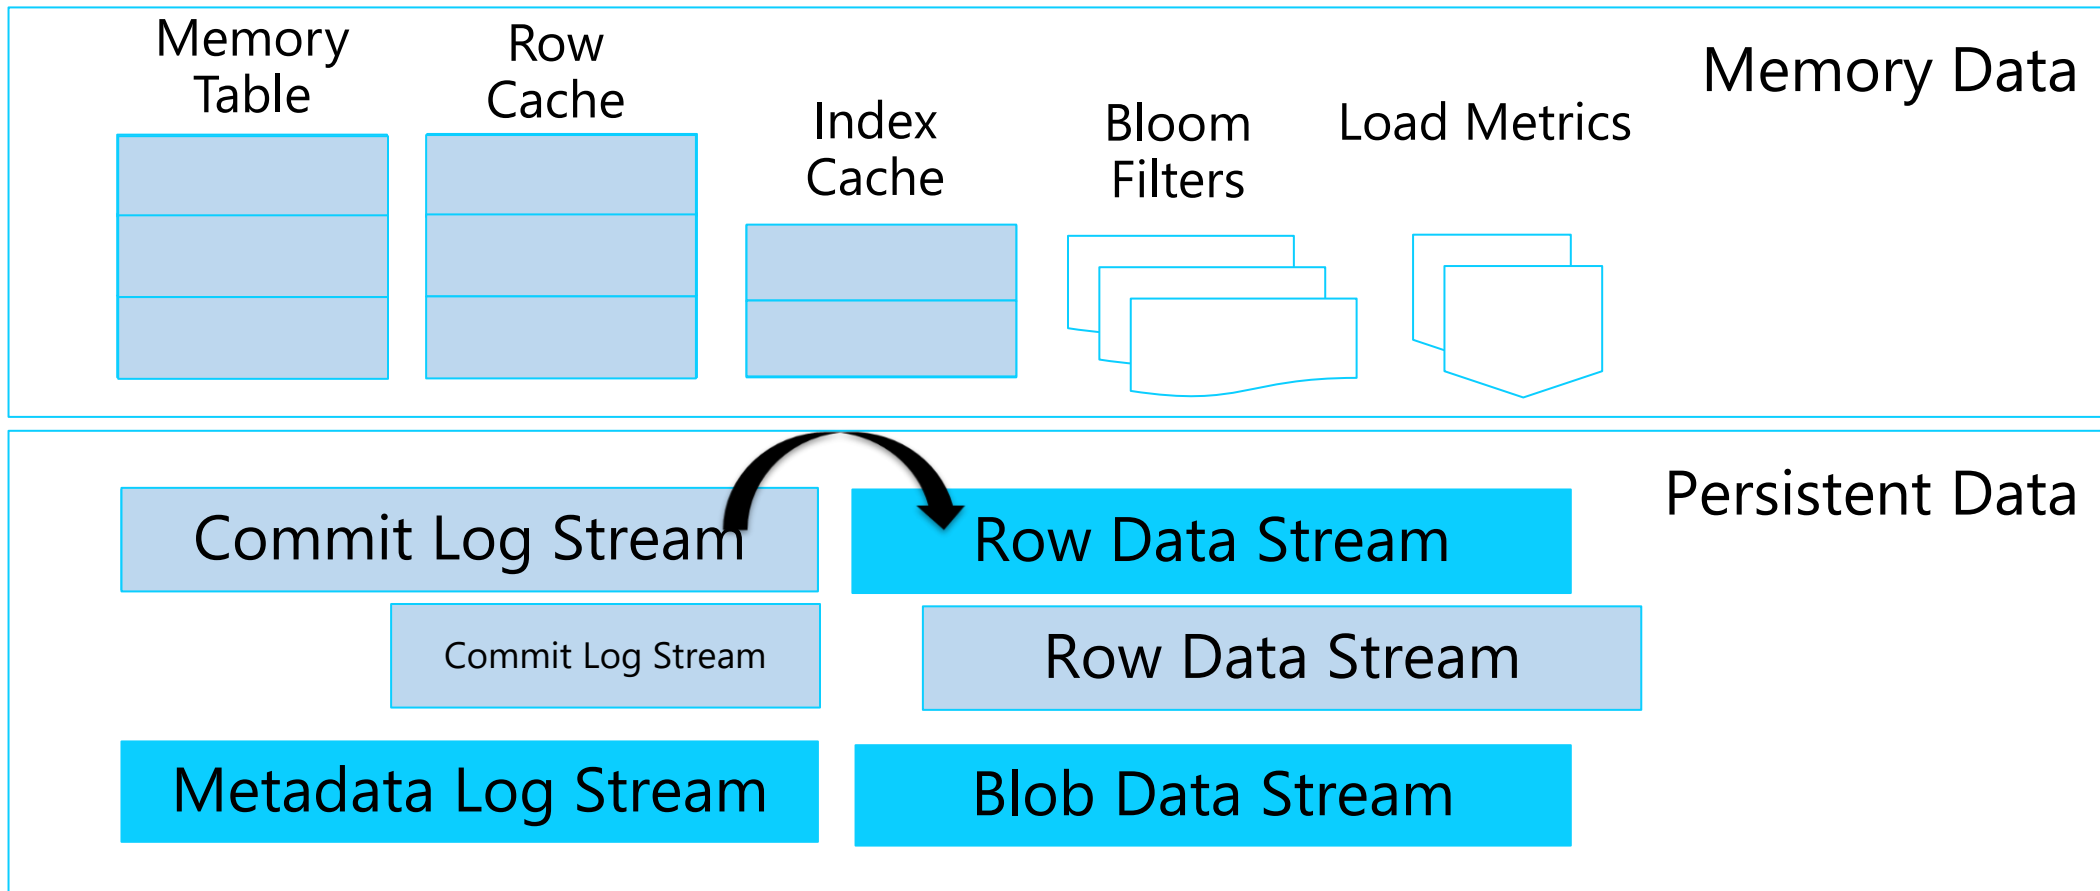 Memory
Table
Row
Cache
Index
Cache
Bloom
Filters
Load Metrics
Memory Data
Persistent Data
Commit Log Stream
Row Data Stream
Commit Log Stream
Row Data Stream
Metadata Log Stream
Blob Data Stream